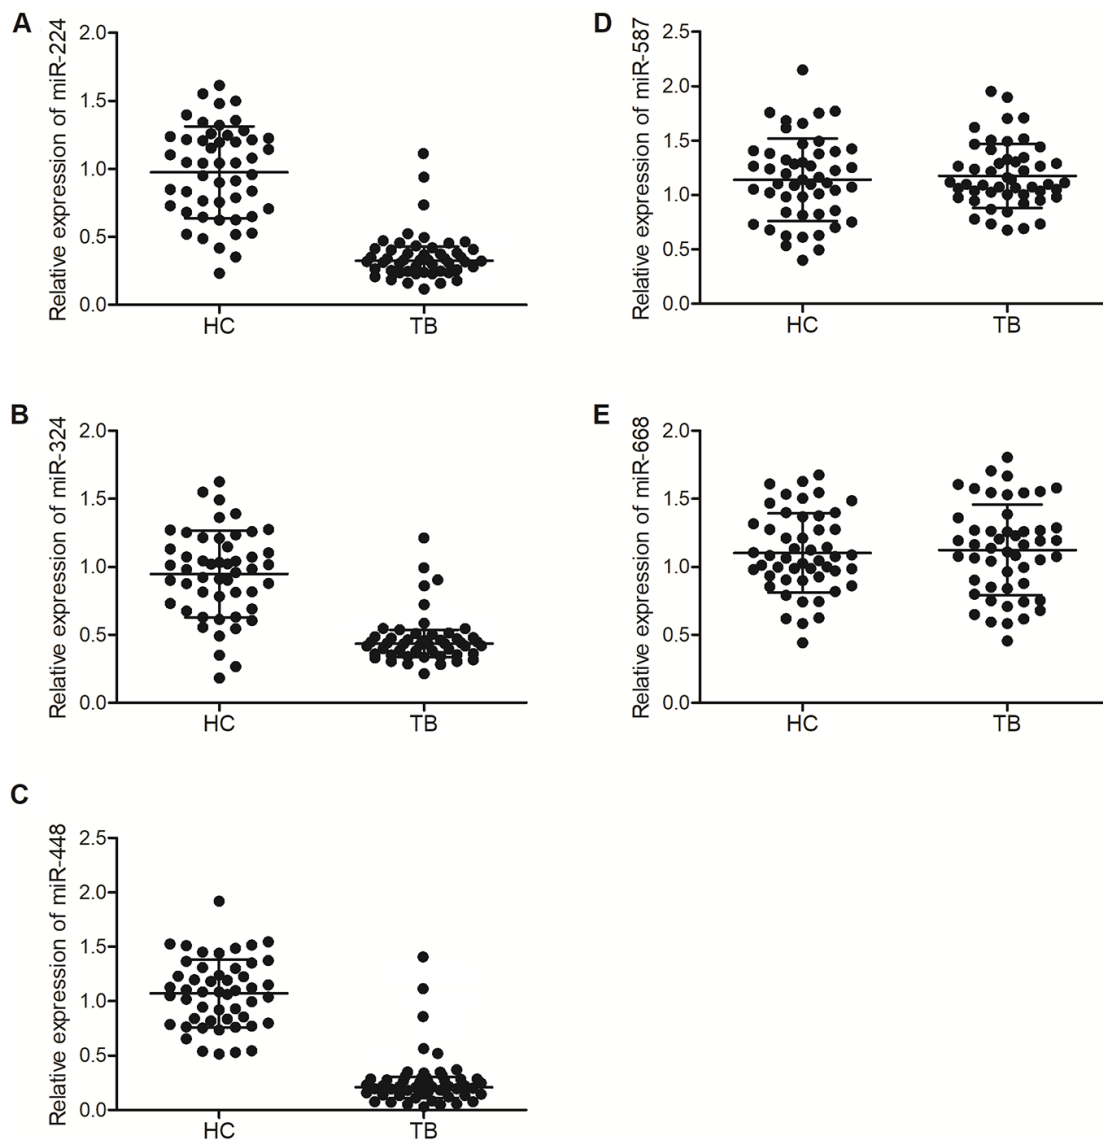 A
Relative expression of miR-224
2.0
1.5
1.0
0.5
0.0
HC TB
D
Relative expression of miR-587
2.5
2.0
1.5
1.0
0.5
0.0
HC TB
B
Relative expression of miR-324
2.0
1.5
1.0
0.5
0.0
HC TB
E
Relative expression of miR-668
2.0
1.5
1.0
0.5
0.0
HC TB
C
Relative expression of miR-448
2.5
2.0
1.5
1.0
0.5
0.0
HC TB